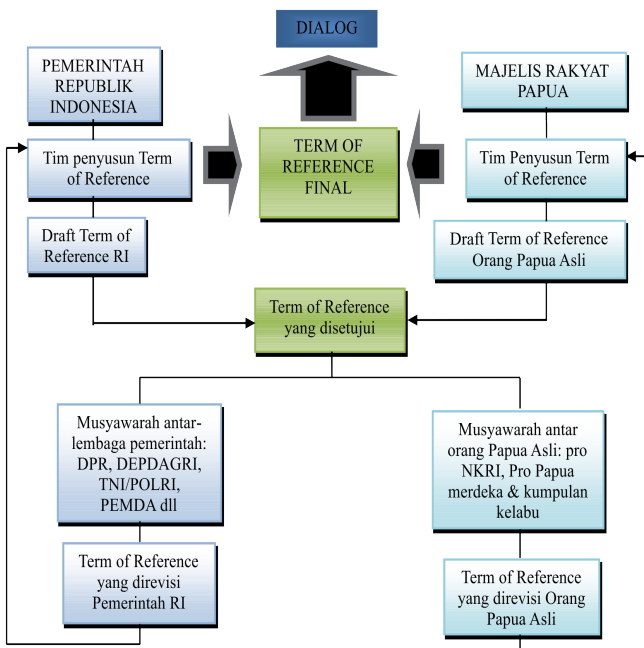 DIALOG
PEMERINTAH
REPUBLIK
INDONESIA
MAJELIS RAKYAT
PAPUA
Tim penyusun Term
of Reference
TERM OF
REFERENCE
FINAL
Tim Penyusun Term
of Reference
Draft Term of
Reference RI
Draft Term of Reference
Orang Papua Asli
Term of Reference
yang disetujui
Musyawarah antar-
lembaga pemerintah:
DPR, DEPDAGRI,
TNI/POLRI,
PEMDA dll
Musyawarah antar
orang Papua Asli: pro
NKRI, Pro Papua
merdeka & kumpulan
kelabu
Term of Reference
yang direvisi
Pemerintah RI
Term of Reference
yang direvisi Orang
Papua Asli